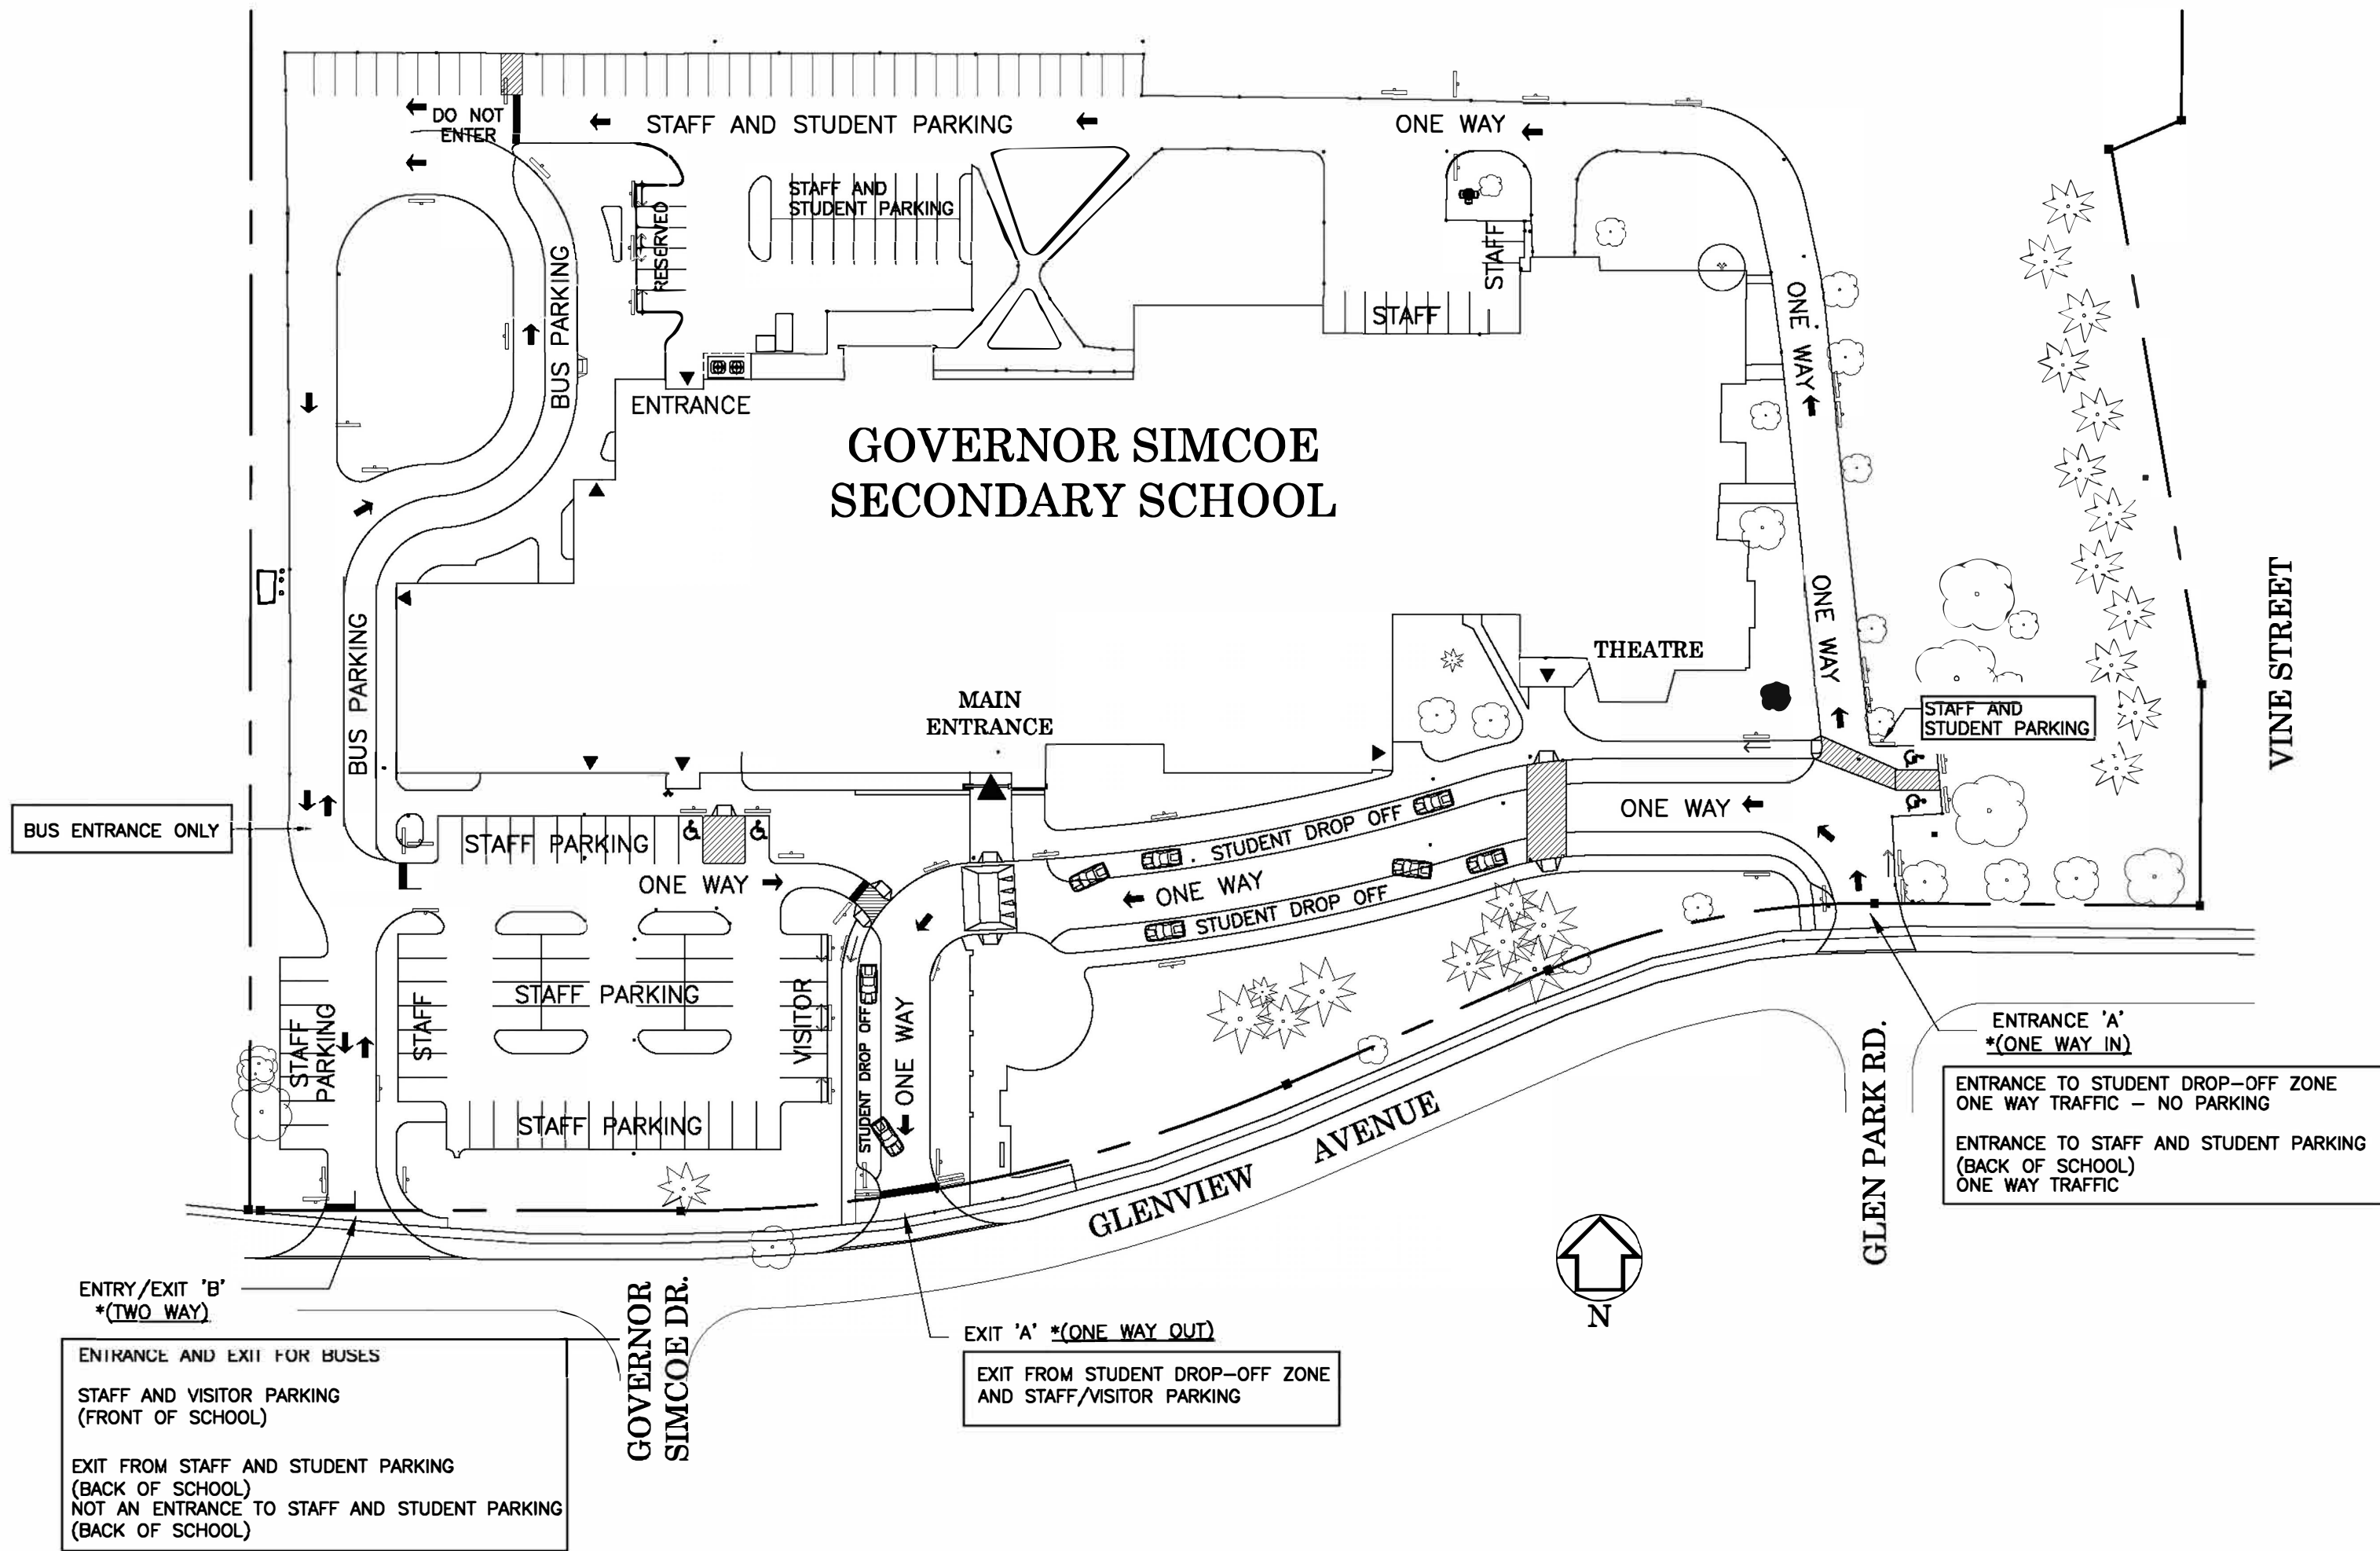 DO NOT
ENTER
STAFF AND STUDENT PARKING
ONE WAY
STAFF AND
STUDENT PARKING
RESERVED
BUS PARKING
STAFF
STAFF
ONE WAY
ENTRANCE
GOVERNOR SIMCOE
SECONDARY SCHOOL
ONE WAY
VINE STREET
BUS PARKING
THEATRE
MAIN
ENTRANCE
STAFF AND
STUDENT PARKING
BUS ENTRANCE ONLY
STAFF PARKING
ONE WAY
STUDENT DROP OFF
ONE WAY
ONE WAY
STUDENT DROP OFF
STAFF
PARKING
STAFF
STAFF PARKING
VISITOR
STUDENT DROP OFF
ONE WAY
STAFF PARKING
GLENVIEW AVENUE
GLEN PARK RD.
ENTRANCE 'A'
*(ONE WAY IN)
ENTRANCE TO STUDENT DROP-OFF ZONE
ONE WAY TRAFFIC - NO PARKING
ENTRANCE TO STAFF AND STUDENT PARKING
(BACK OF SCHOOL)
ONE WAY TRAFFIC
N
ENTRY/EXIT 'B'
*(TWO WAY)
ENTRANCE AND EXIT FOR BUSES
STAFF AND VISITOR PARKING
(FRONT OF SCHOOL)
EXIT FROM STAFF AND STUDENT PARKING
(BACK OF SCHOOL)
NOT AN ENTRANCE TO STAFF AND STUDENT PARKING
(BACK OF SCHOOL)
GOVERNOR
SIMCOE DR.
EXIT 'A' *(ONE WAY OUT)
EXIT FROM STUDENT DROP-OFF ZONE
AND STAFF/VISITOR PARKING